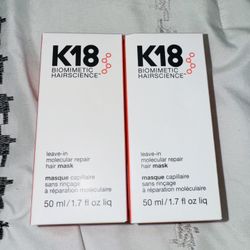 K18
BIOMIMETIC
HAIRSCIENCE
leave-in
molecular repair
hair mask
masque capillaire
sans rinçage
à réparation moléculaire
50 ml / 1.7 fl oz liq
K18
BIOMIMETIC
HAIRSCIENCE
leave-in
molecular repair
hair mask
masque capillaire
sans rinçage
à réparation moléculaire
50 ml / 1.7 fl oz liq